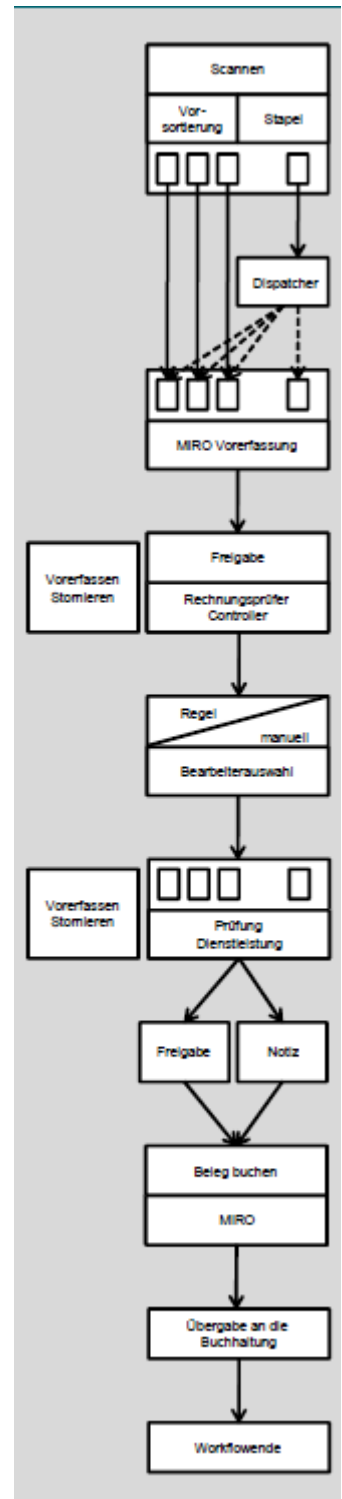 Scannen
Vor-
sortierung
Stapel
Dispatcher
MIRO Vorerfassung
Freigabe
Rechnungsprüfer
Controller
Vorerfassen
Stornieren
Regel
manuell
Bearbeiterauswahl
Vorerfassen
Stornieren
Prüfung
Dienstleistung
Freigabe
Notiz
Beleg buchen
MIRO
Übergabe an die
Buchhaltung
Workflowende